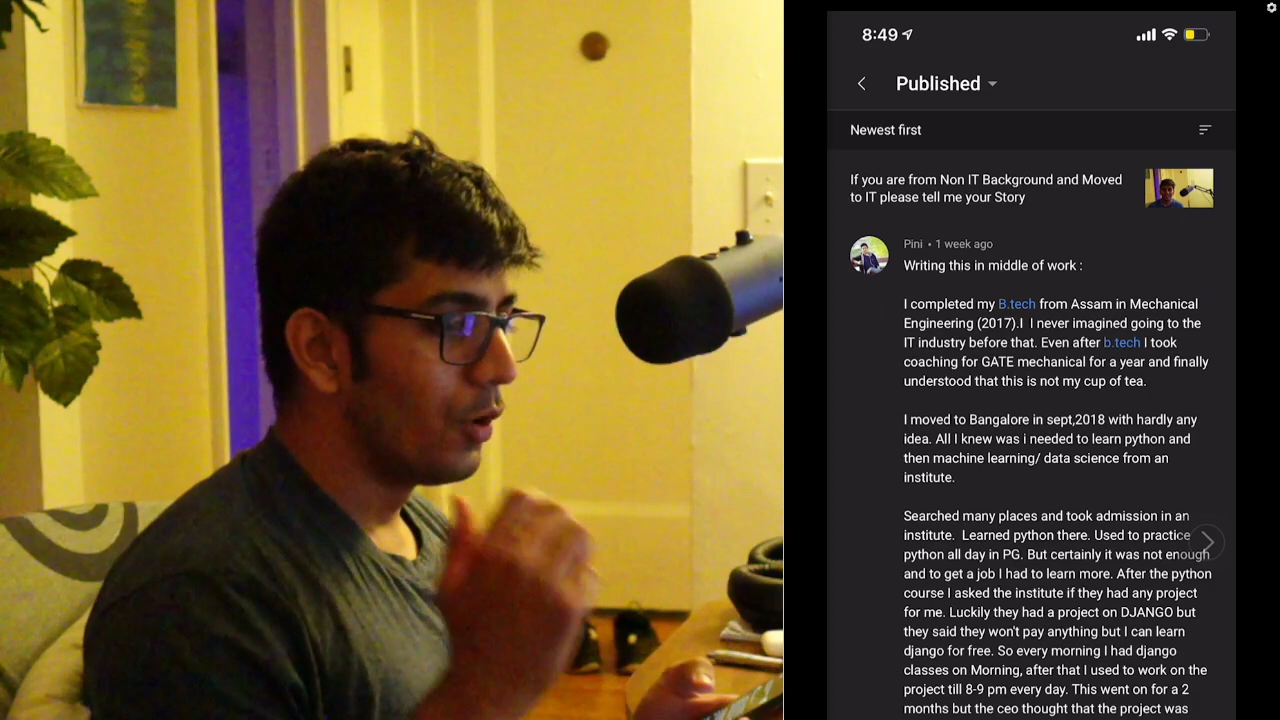 8:49
Published
Newest first
If you are from Non IT Background and Moved
to IT please tell me your Story
Pini • 1 week ago
Writing this in middle of work :
I completed my B.tech from Assam in Mechanical
Engineering (2017).I I never imagined going to the
IT industry before that. Even after b.tech I took
coaching for GATE mechanical for a year and finally
understood that this is not my cup of tea.
I moved to Bangalore in sept,2018 with hardly any
idea. All I knew was i needed to learn python and
then machine learning/ data science from an
institute.
Searched many places and took admission in an
institute. Learned python there. Used to practice
python all day in PG. But certainly it was not enough
and to get a job I had to learn more. After the python
course I asked the institute if they had any project
for me. Luckily they had a project on DJANGO but
they said they won't pay anything but I can learn
django for free. So every morning I had django
classes on Morning, after that I used to work on the
project till 8-9 pm every day. This went on for a 2
months but the ceo thought that the project was